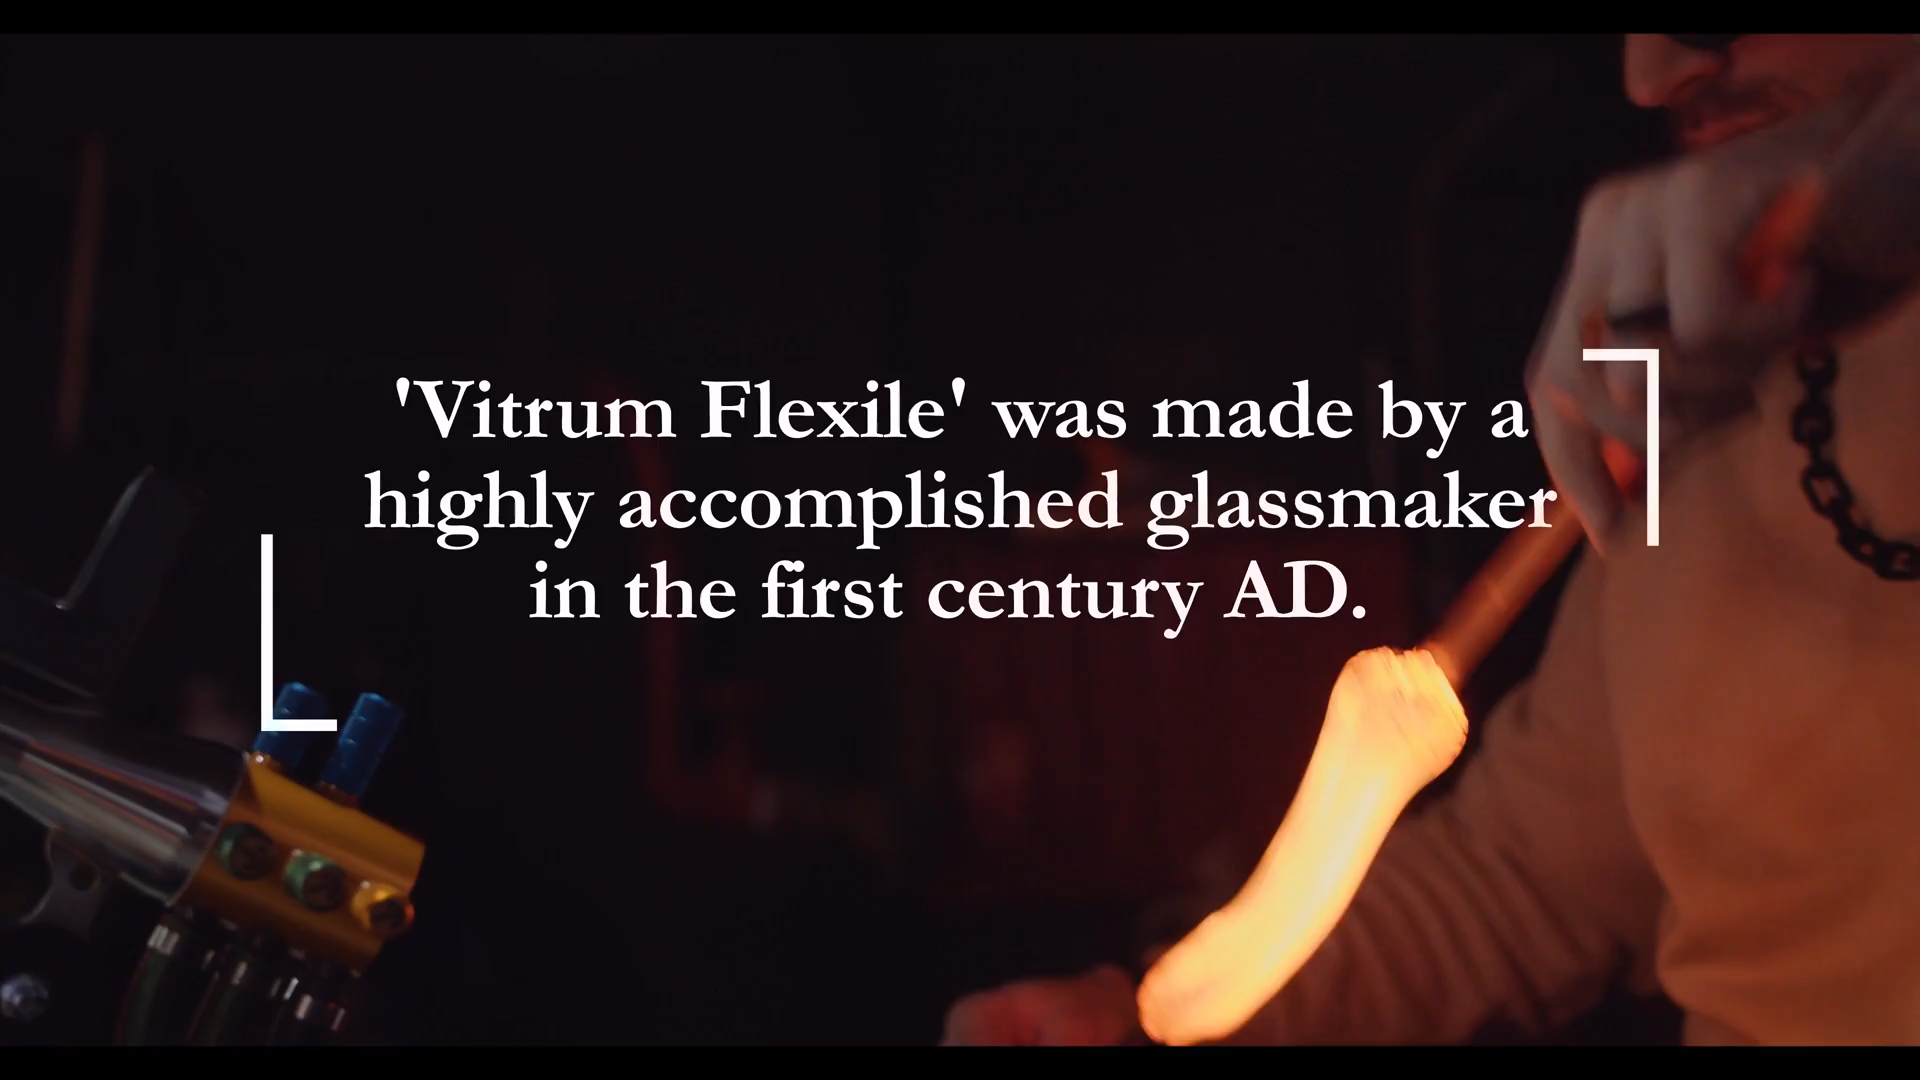 'Vitrum Flexile' was made by a
highly accomplished glassmaker
in the first century AD.